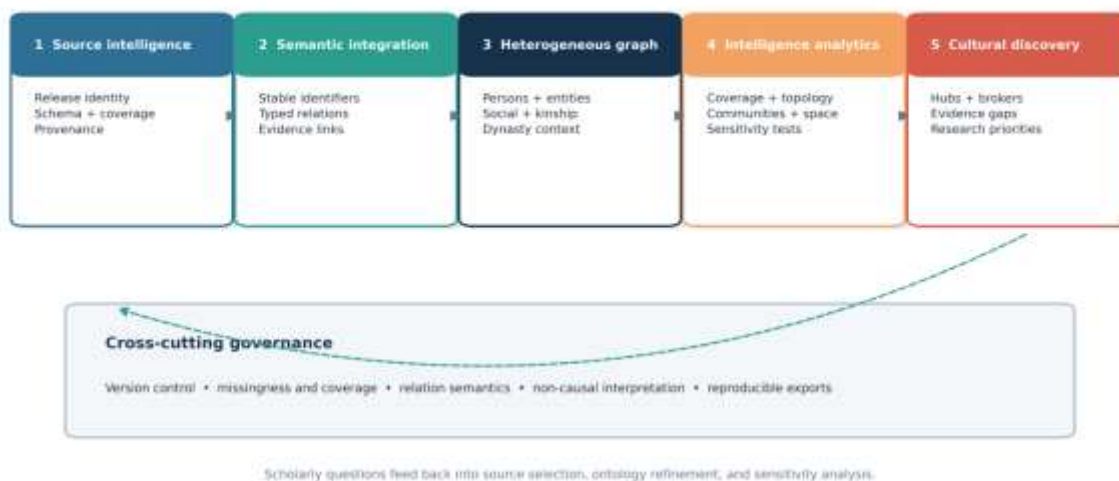 1 Source intelligence
Release identity
Schema + coverage
Provenance
2 Semantic integration
Stable identifiers
Typed relations
Evidence links
3 Heterogeneous graph
Persons + entities
Social + kinship
Dynasty context
4 Intelligence analytics
Coverage + topology
Communities + space
Sensitivity tests
5 Cultural discovery
Hubs + brokers
Evidence gaps
Research priorities
Cross-cutting governance
Version control • missingness and coverage • relation semantics • non-causal interpretation • reproducible exports
Scholarly questions feed back into source selection, ontology refinement, and sensitivity analysis.